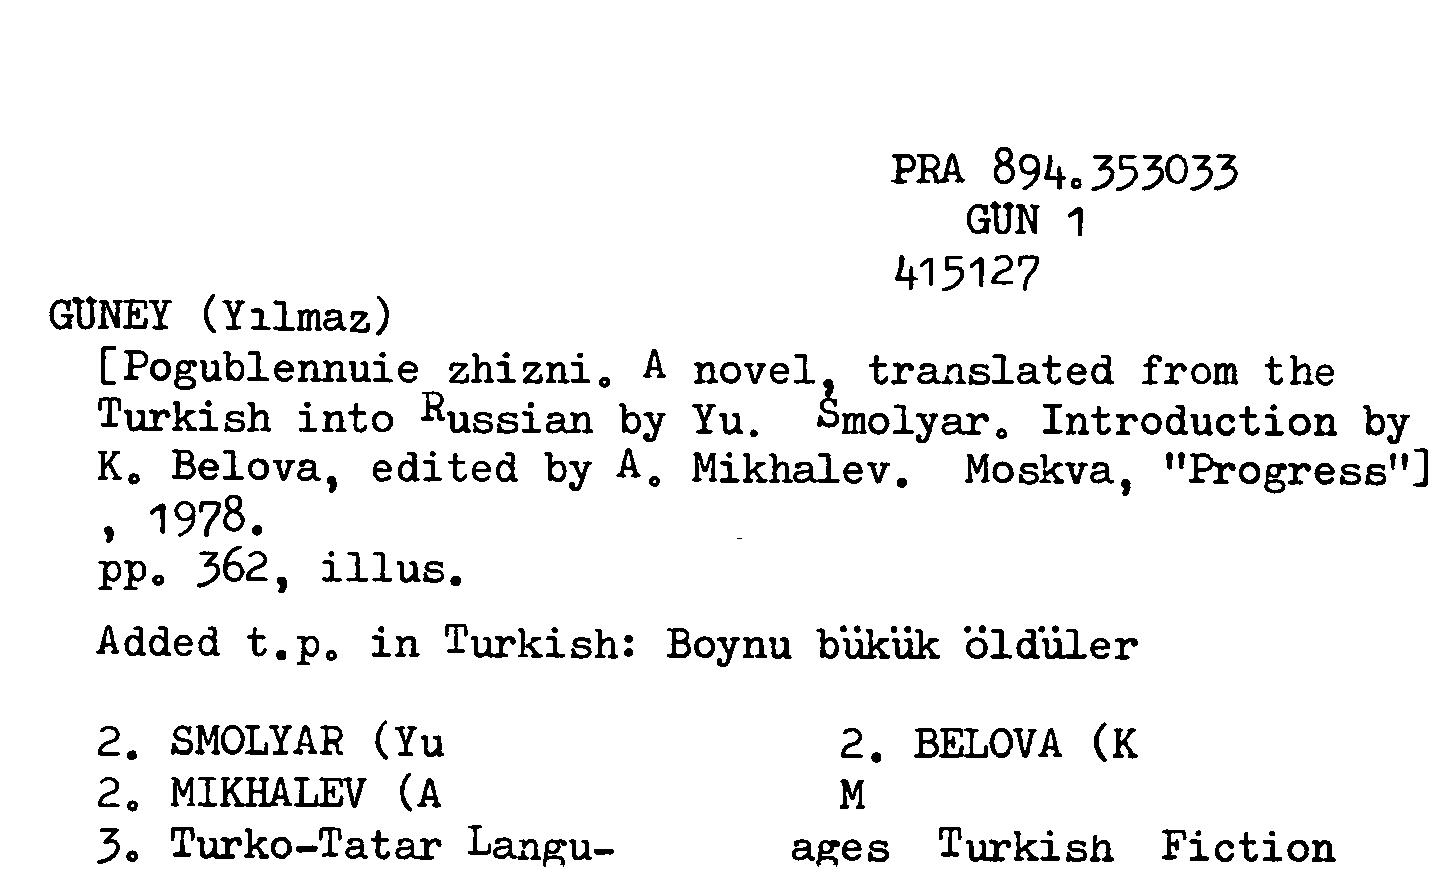 PRA 894.353033
GÜN 1
415127
GÜNEY (Yılmaz)
[Pogublennuie zhizni. A novel, translated from the
Turkish into Russian by Yu. Smolyar. Introduction by
K. Belova, edited by A. Mikhalev. Moskva, "Progress"]
, 1978.
pp. 362, illus.
Added t.p. in Turkish: Boynu bükük öldüler
2. SMOLYAR (Yu 2. BELOVA (K
2. MIKHALEV (A M
3. Turko-Tatar Langu- ages Turkish Fiction